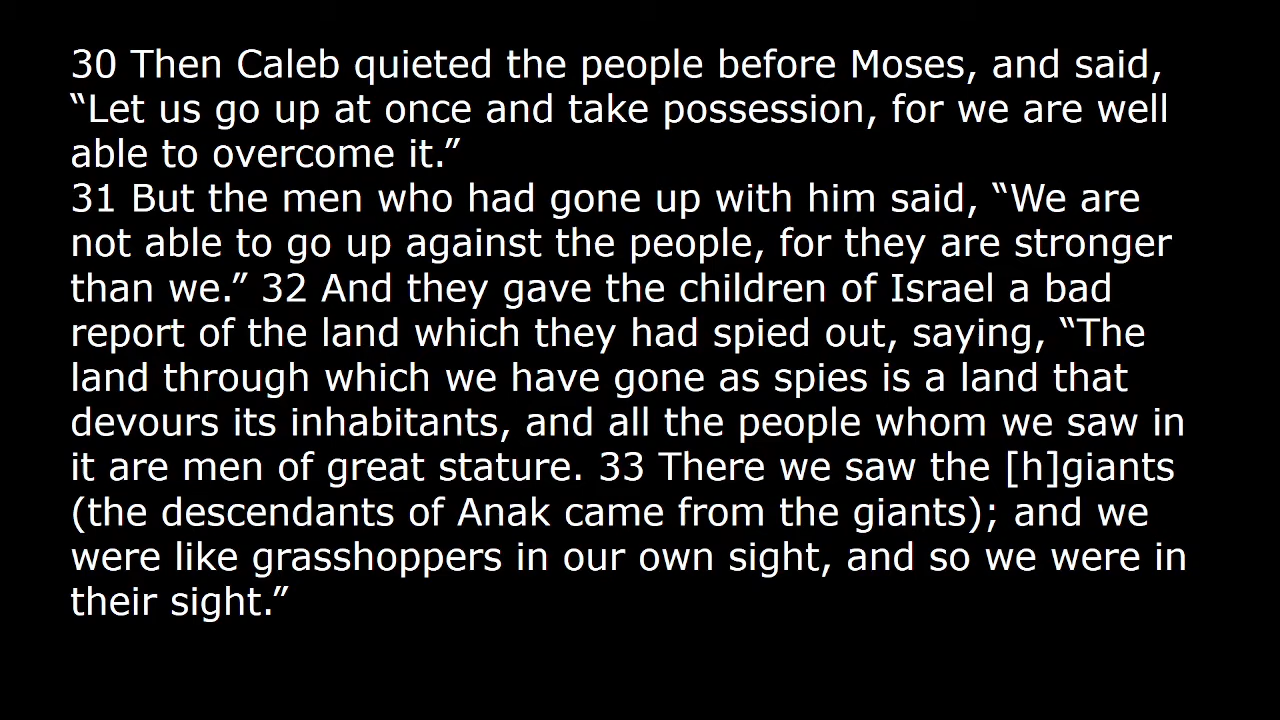 30 Then Caleb quieted the people before Moses, and said,
“Let us go up at once and take possession, for we are well
able to overcome it.”
31 But the men who had gone up with him said, “We are
not able to go up against the people, for they are stronger
than we.” 32 And they gave the children of Israel a bad
report of the land which they had spied out, saying, “The
land through which we have gone as spies is a land that
devours its inhabitants, and all the people whom we saw in
it are men of great stature. 33 There we saw the [h]giants
(the descendants of Anak came from the giants); and we
were like grasshoppers in our own sight, and so we were in
their sight.”